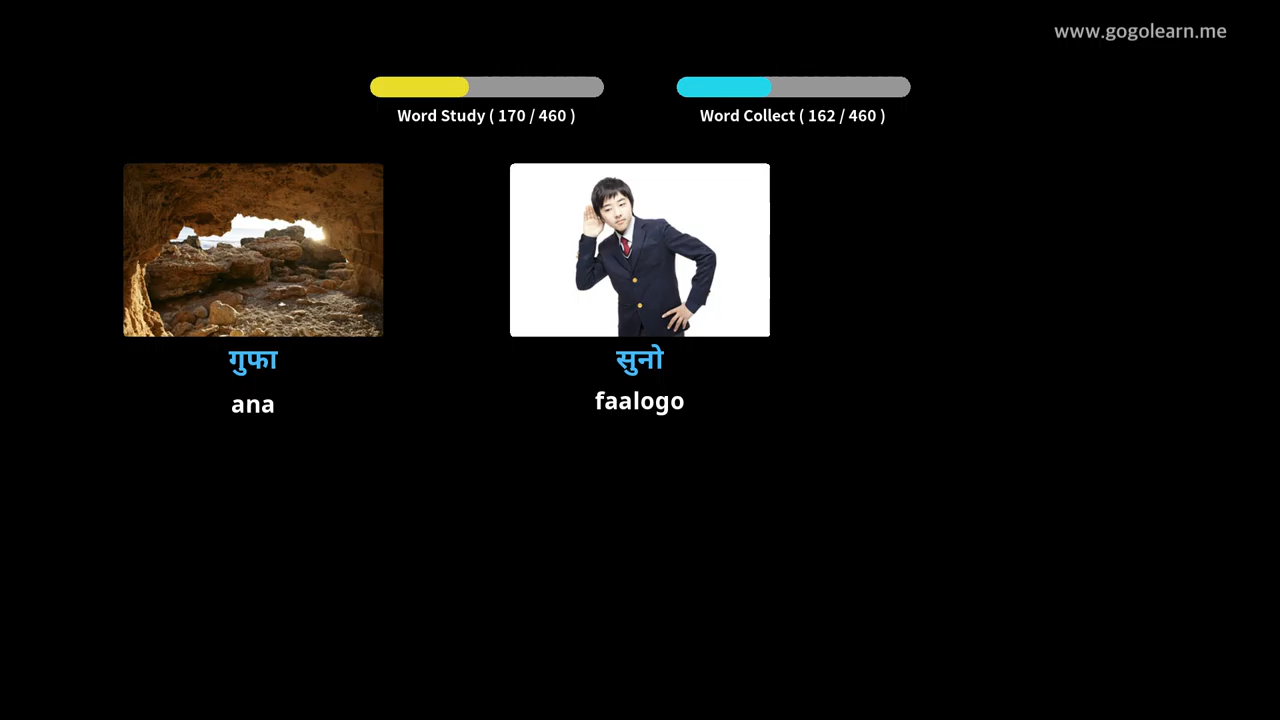 www.gogolearn.me
Word Study ( 170 / 460 )
Word Collect ( 162 / 460 )
गुफा
सुनो
ana
faalogo